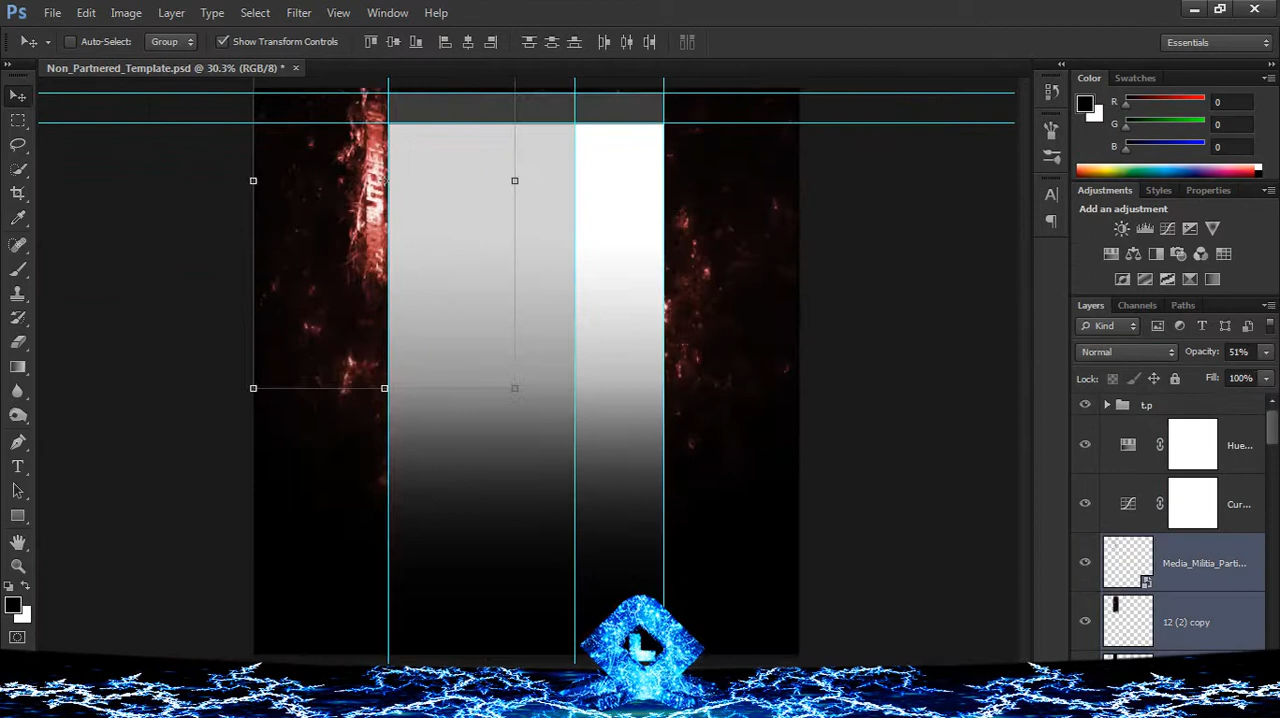 Ps File Edit Image Layer Type Select Filter View Window Help
Auto-Select: Group Show Transform Controls Essentials
Non_Partnered_Template.psd @ 30.3% (RGB/8) * ×
Color Swatches
R 0
G 0
B 0
Adjustments Styles Properties
Add an adjustment
Layers Channels Paths
Kind
Normal Opacity: 51%
Lock: Fill: 100%
t.p
Hue...
Cur...
Media_Militia_Parti...
12 (2) copy
L